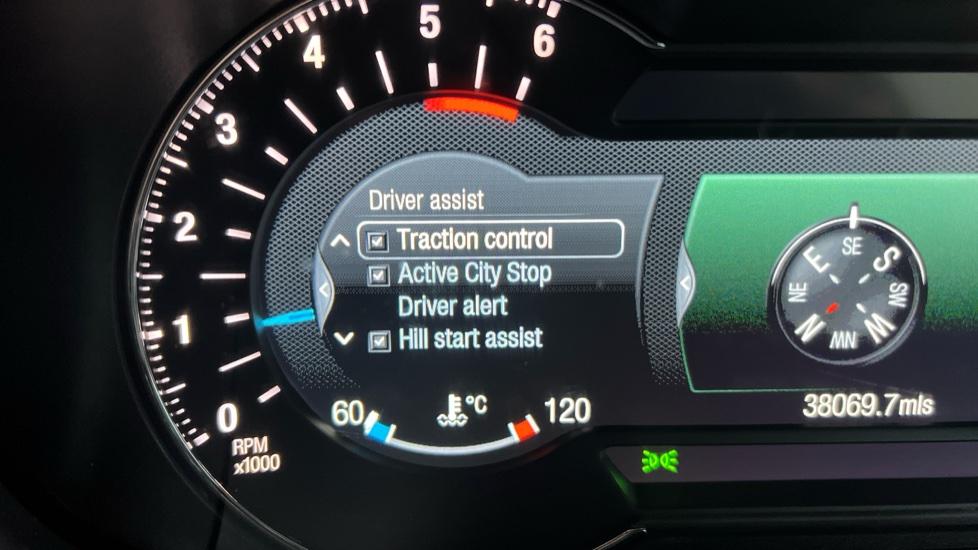 5
4
6
3
2
1
0
RPM
x1000
Driver assist
Traction control
Active City Stop
Driver alert
Hill start assist
60
°C
120
SE
E
S
NE
SW
N
NW
W
38069.7mls